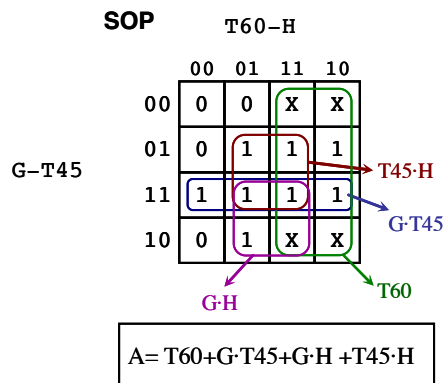 SOP
T60-H
00 01 11 10
00 0 0 X X
01 0 1 1 1
T45·H
G-T45
11 1 1 1 1
G·T45
10 0 1 X X
T60
G·H
A= T60+G·T45+G·H +T45·H